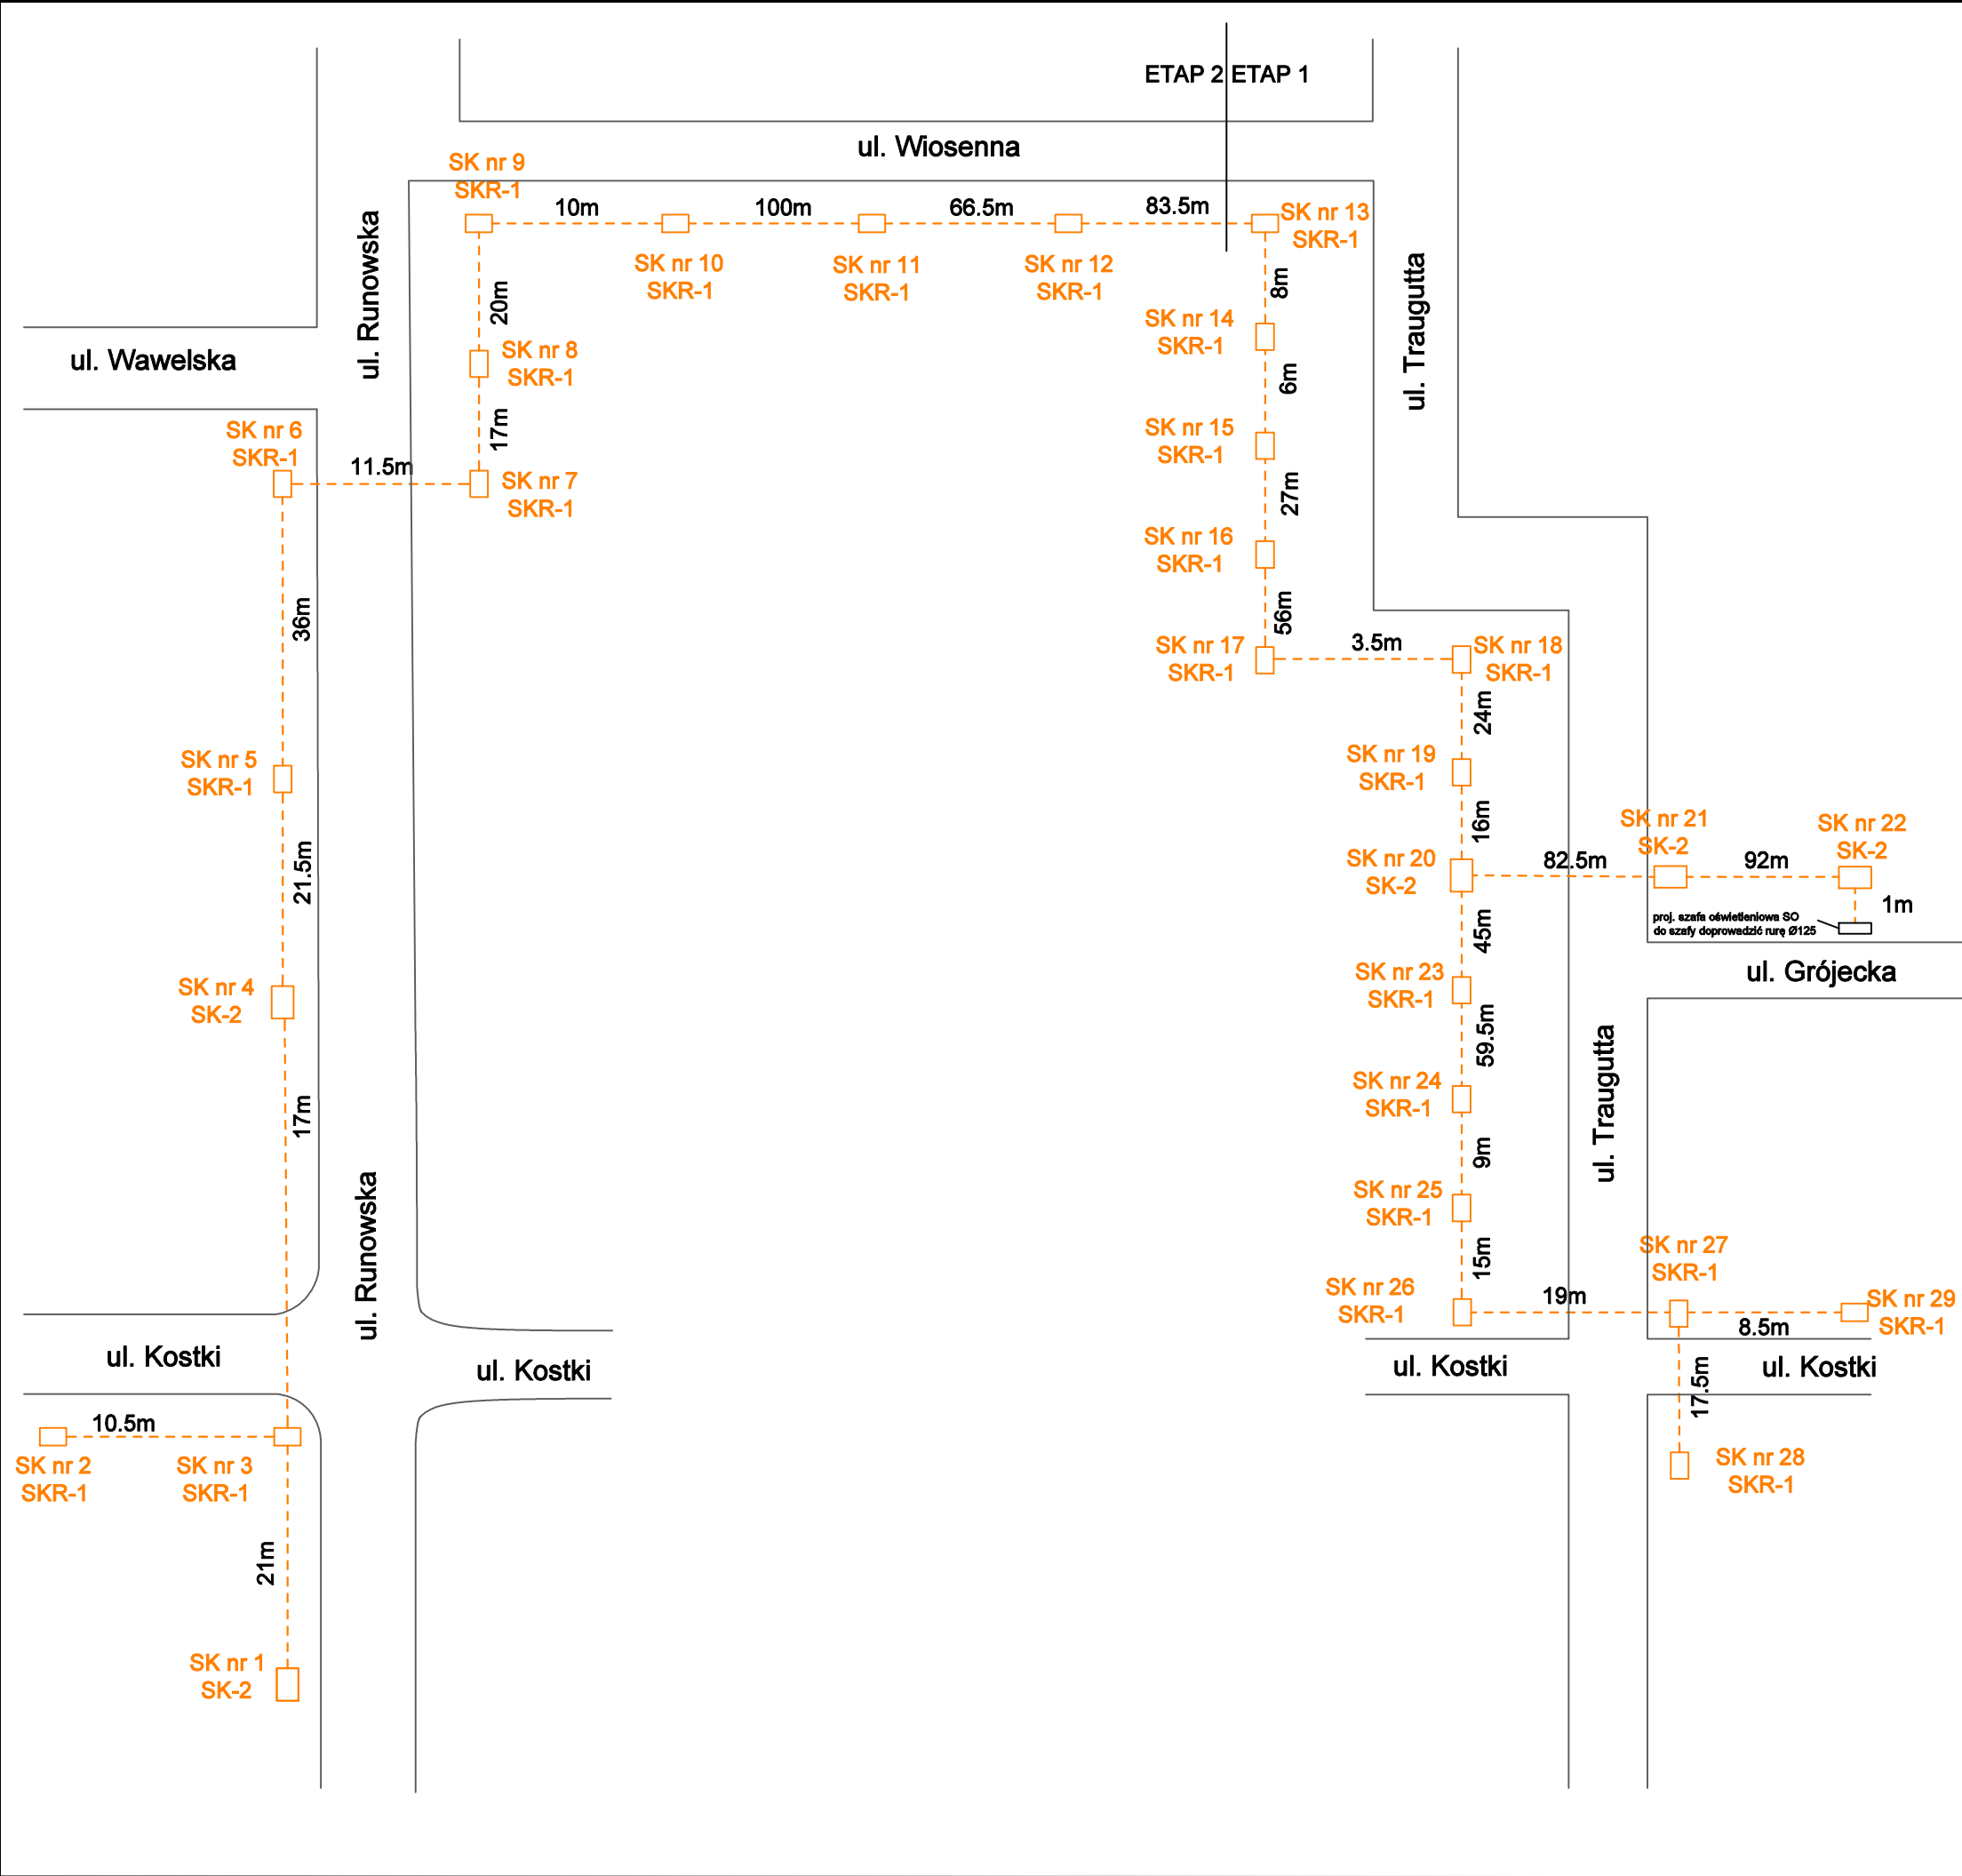 ETAP 2
ETAP 1
ul. Wiosenna
SK nr 9
SKR-1
10m
100m
66.5m
83.5m
SK nr 13
SKR-1
SK nr 10
SKR-1
SK nr 11
SKR-1
SK nr 12
SKR-1
ul. Runowska
20m
8m
ul. Traugutta
SK nr 14
SKR-1
ul. Wawelska
SK nr 8
SKR-1
6m
17m
SK nr 6
SKR-1
11.5m
SK nr 7
SKR-1
SK nr 15
SKR-1
27m
SK nr 16
SKR-1
36m
56m
SK nr 17
SKR-1
3.5m
SK nr 18
SKR-1
24m
SK nr 5
SKR-1
SK nr 19
SKR-1
16m
21.5m
SK nr 20
SK-2
82.5m
SK nr 21
SK-2
92m
SK nr 22
SK-2
1m
proj. szafa oświetleniowa SO
do szafy doprowadzić rurę Ø125
45m
SK nr 4
SK-2
SK nr 23
SKR-1
ul. Grójecka
59.5m
17m
SK nr 24
SKR-1
ul. Traugutta
9m
SK nr 25
SKR-1
ul. Runowska
15m
SK nr 27
SKR-1
SK nr 26
SKR-1
19m
SK nr 29
SKR-1
8.5m
ul. Kostki
ul. Kostki
ul. Kostki
ul. Kostki
17.5m
10.5m
SK nr 2
SKR-1
SK nr 3
SKR-1
SK nr 28
SKR-1
21m
SK nr 1
SK-2